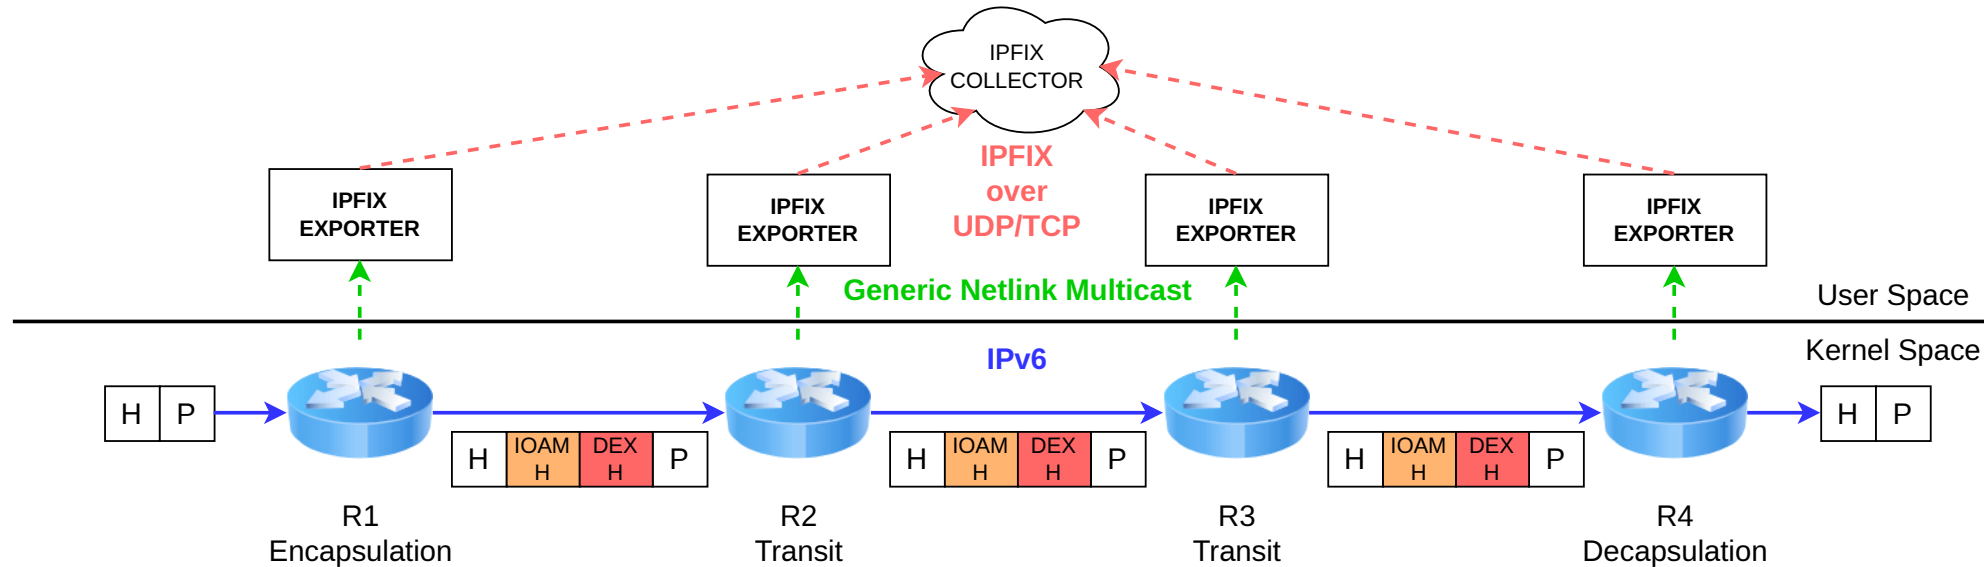 IPFIX
COLLECTOR
IPFIX
over
UDP/TCP
IPFIX
EXPORTER
IPFIX
EXPORTER
IPFIX
EXPORTER
IPFIX
EXPORTER
Generic Netlink Multicast
User Space
Kernel Space
IPv6
H P
H IOAM H DEX H P
H IOAM H DEX H P
H IOAM H DEX H P
H P
R1
Encapsulation
R2
Transit
R3
Transit
R4
Decapsulation